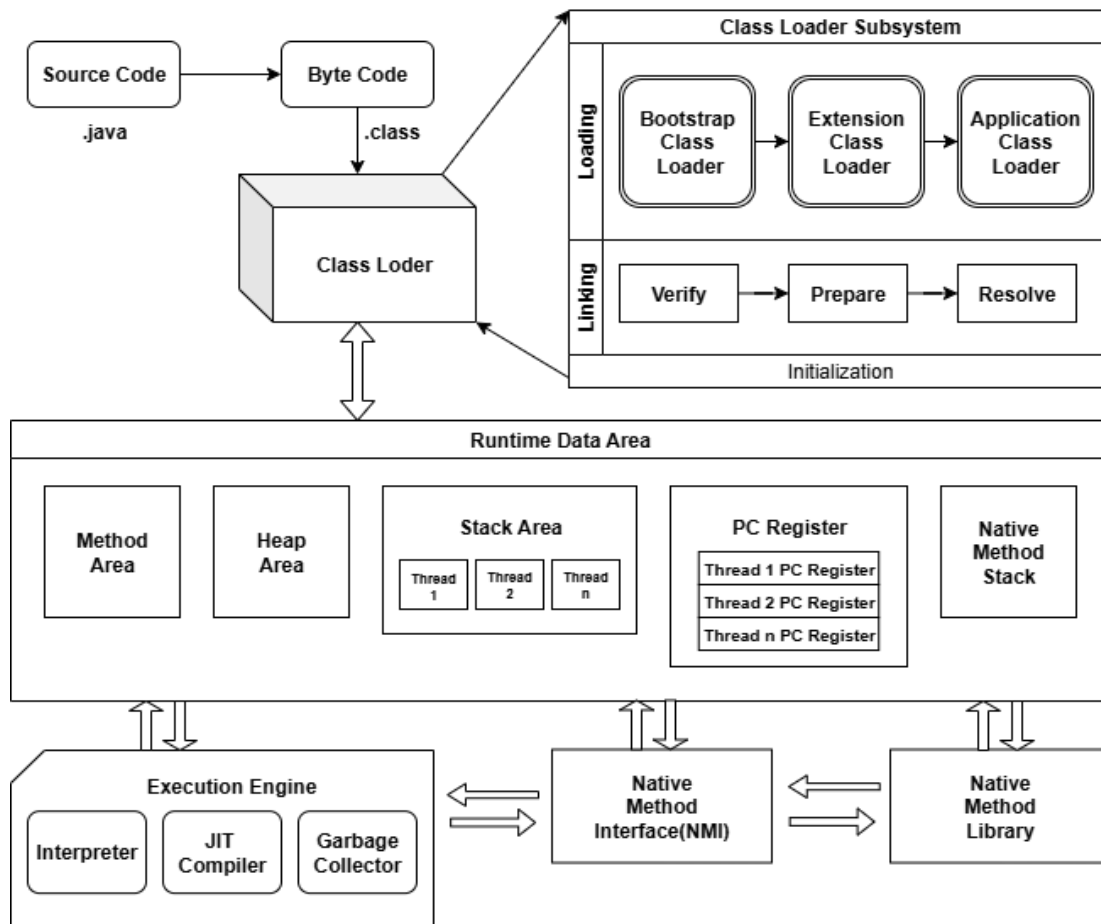 Class Loader Subsystem
Source Code
Byte Code
.java
.class
Loading
Bootstrap
Class
Loader
Extension
Class
Loader
Application
Class
Loader
Class Loder
Linking
Verify
Prepare
Resolve
Initialization
Runtime Data Area
Method
Area
Heap
Area
Stack Area
Thread
1
Thread
2
Thread
n
PC Register
Thread 1 PC Register
Thread 2 PC Register
Thread n PC Register
Native
Method
Stack
Execution Engine
Interpreter
JIT
Compiler
Garbage
Collector
Native
Method
Interface(NMI)
Native
Method
Library